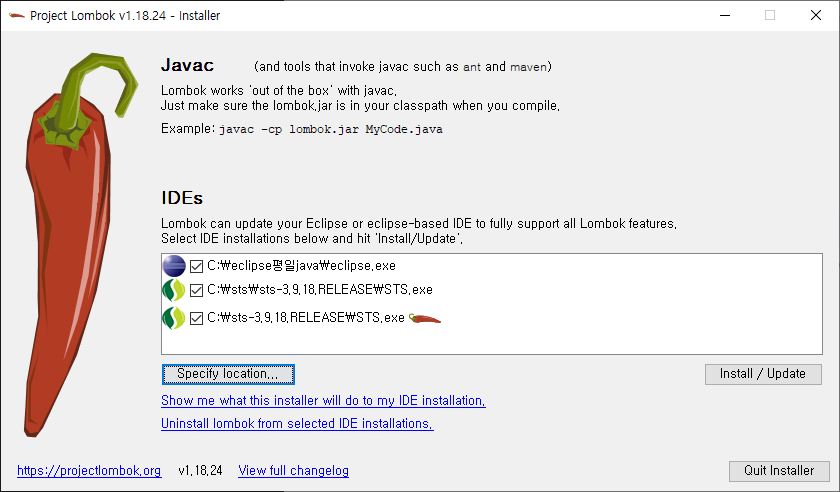 Project Lombok v1.18.24 - Installer
Javac (and tools that invoke javac such as ant and maven)
Lombok works 'out of the box' with javac.
Just make sure the lombok.jar is in your classpath when you compile.
Example: javac -cp lombok.jar MyCode.java
IDEs
Lombok can update your Eclipse or eclipse-based IDE to fully support all Lombok features.
Select IDE installations below and hit 'Install/Update'.
C:₩eclipse평일java₩eclipse.exe
C:₩sts₩sts-3.9.18.RELEASE₩STS.exe
C:₩sts-3.9.18.RELEASE₩STS.exe
Specify location... Install / Update
Show me what this installer will do to my IDE installation.
Uninstall lombok from selected IDE installations.
https://projectlombok.org v1.18.24 View full changelog Quit Installer